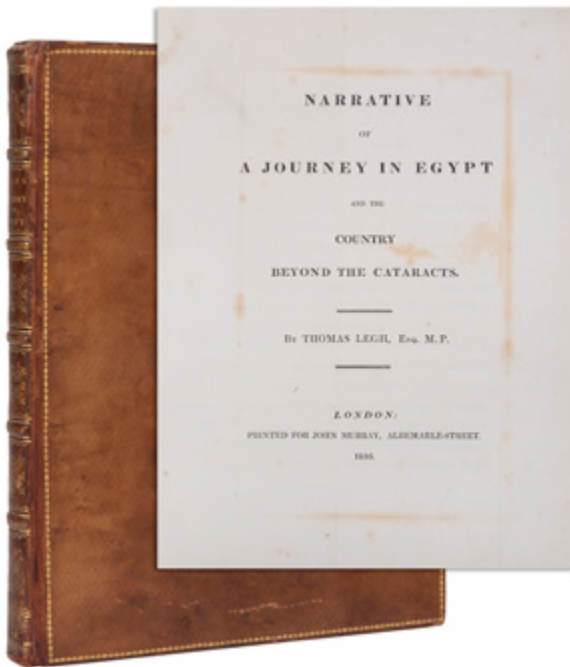 NARRATIVE
OF
A JOURNEY IN EGYPT
AND THE
COUNTRY
BEYOND THE CATARACTS.
By THOMAS LEGH, Esq. M.P.
LONDON:
PRINTED FOR JOHN MURRAY, ALBEMARLE-STREET.
1816.